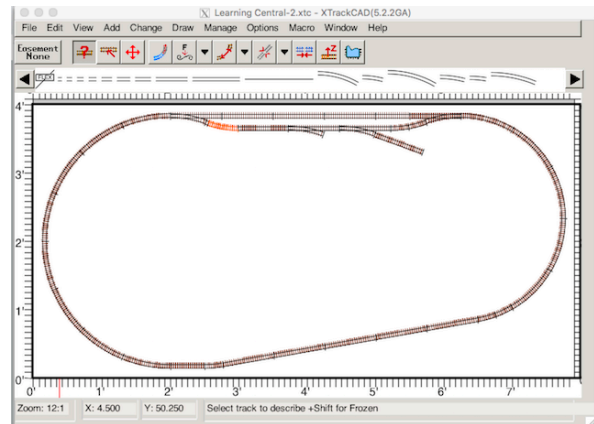 Learning Central-2.xtc - XTrackCAD(5.2.2GA)
File Edit View Add Change Draw Manage Options Macro Window Help
Easement
None
?
F
Z
FLEX
4'
3'
2'
1'
0'
0' 1' 2' 3' 4' 5' 6' 7'
Zoom: 12:1 X: 4.500 Y: 50.250 Select track to describe +Shift for Frozen